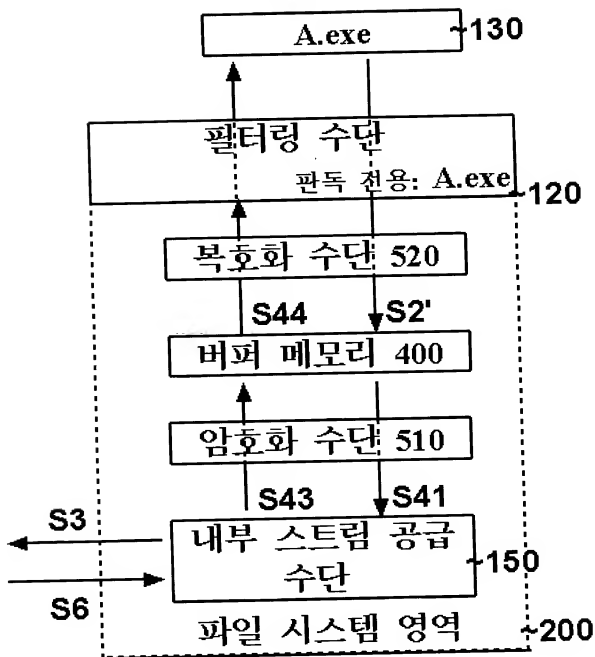 A.exe
~130
필터링 수단
판독 전용: A.exe
~120
복호화 수단 520
S44
S2'
버퍼 메모리 400
암호화 수단 510
S43
S41
S3
내부 스트림 공급
수단
~150
S6
파일 시스템 영역
~200